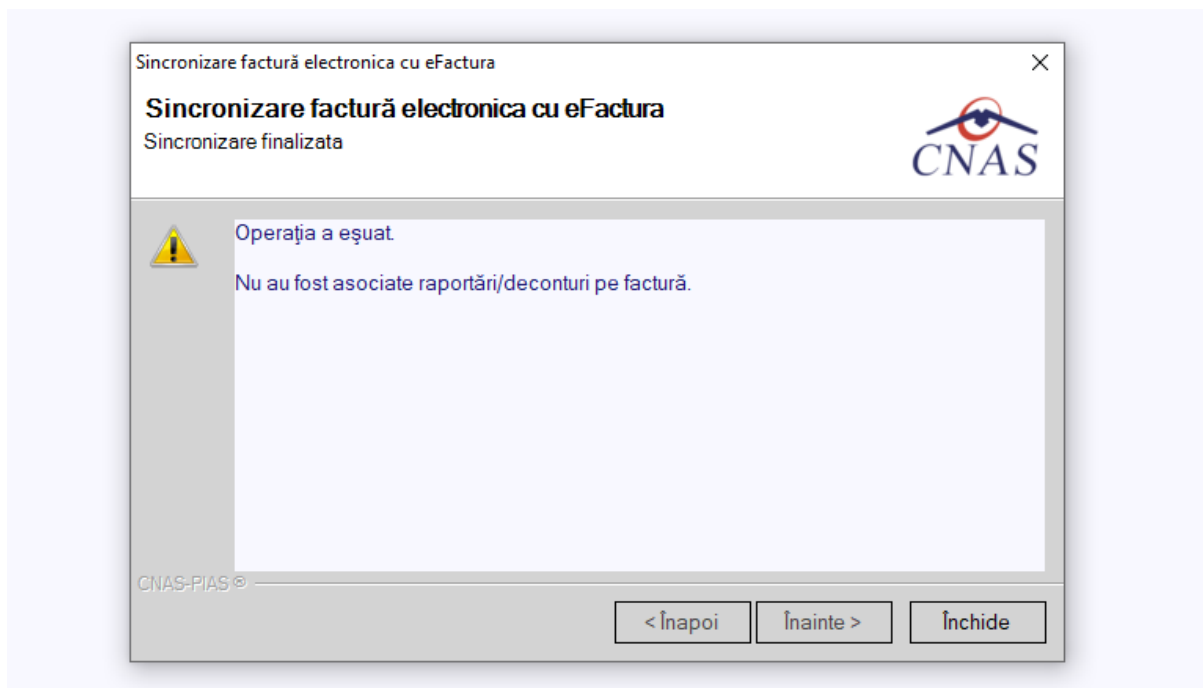 Sincronizare factură electronica cu eFactura
Sincronizare factură electronica cu eFactura
Sincronizare finalizata
CNAS
Operaţia a eşuat.
Nu au fost asociate raportări/deconturi pe factură.
CNAS-PIAS ®
< Înapoi
Înainte >
Închide